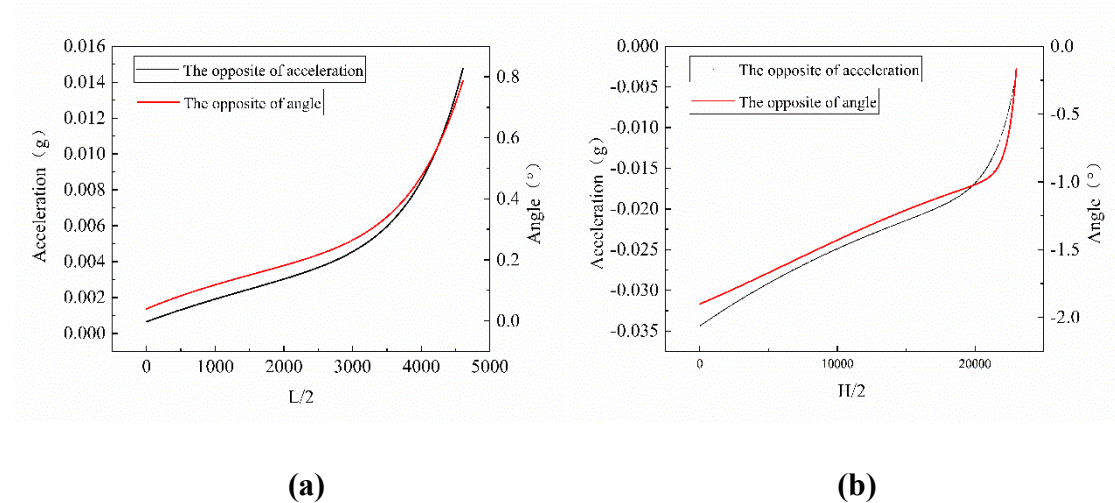 The opposite of acceleration
The opposite of angle
0.016
0.014
0.012
0.010
0.008
0.006
0.004
0.002
0.000
Acceleration（g）
0.8
0.6
0.4
0.2
0.0
Angle（°）
0 1000 2000 3000 4000 5000
L/2
(a)
The opposite of acceleration
The opposite of angle
0.000
-0.005
-0.010
-0.015
-0.020
-0.025
-0.030
-0.035
Acceleration（g）
0.0
-0.5
-1.0
-1.5
-2.0
Angle（°）
0 10000 20000
H/2
(b)